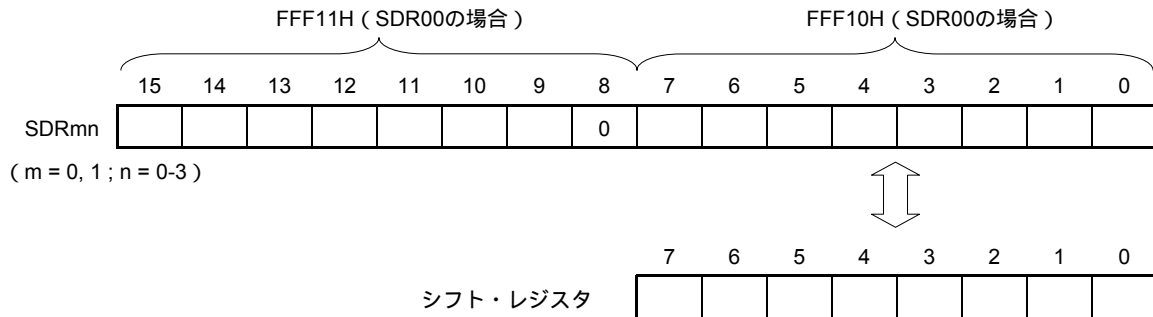 FFF11H（SDR00の場合） FFF10H（SDR00の場合）
15 14 13 12 11 10 9 8 7 6 5 4 3 2 1 0
SDRmn 0
（m = 0, 1 ; n = 0-3）
7 6 5 4 3 2 1 0
シフト・レジスタ